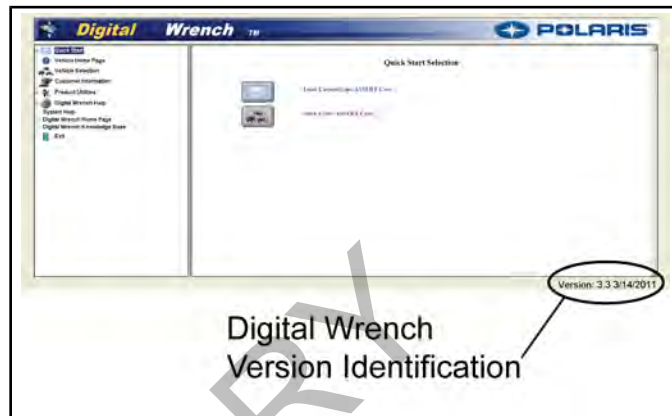 Digital Wrench TM
POLARIS
Quick Start
Vehicle Home Page
Vehicle Selection
Customer Information
Product Utilities
Digital Wrench Help
System Help
Digital Wrench Home Page
Digital Wrench Knowledge Base
Exit
Quick Start Selection
Version: 3.3 3/14/2011
Digital Wrench
Version Identification
RY